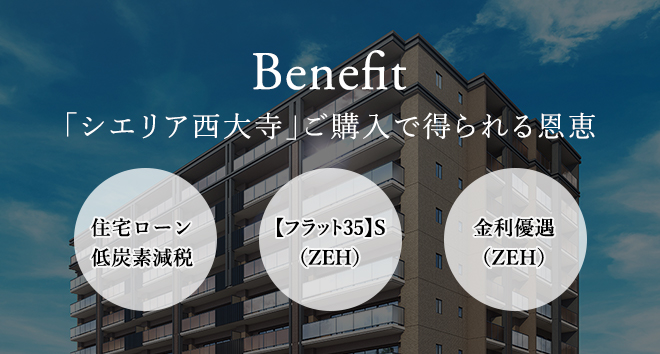 Benefit
「シエリア西大寺」ご購入で得られる恩恵
住宅ローン
低炭素減税
【フラット35】S
（ZEH）
金利優遇
（ZEH）